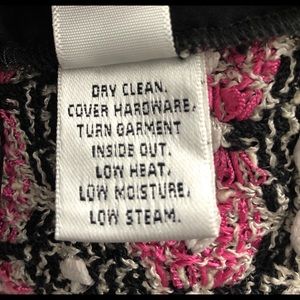 DRY CLEAN.
COVER HARDWARE.
TURN GARMENT
INSIDE OUT.
LOW HEAT.
LOW MOISTURE.
LOW STEAM.